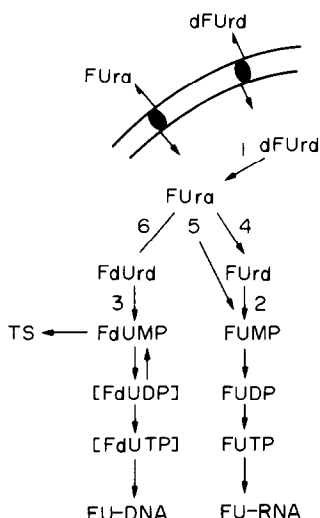 dFUrd
FUra
1 dFUrd
FUra
6 5 4
FdUrd FUrd
3 2
TS FdUMP FUMP
[FdUDP] FUDP
[FdUTP] FUTP
FU-DNA FU-RNA